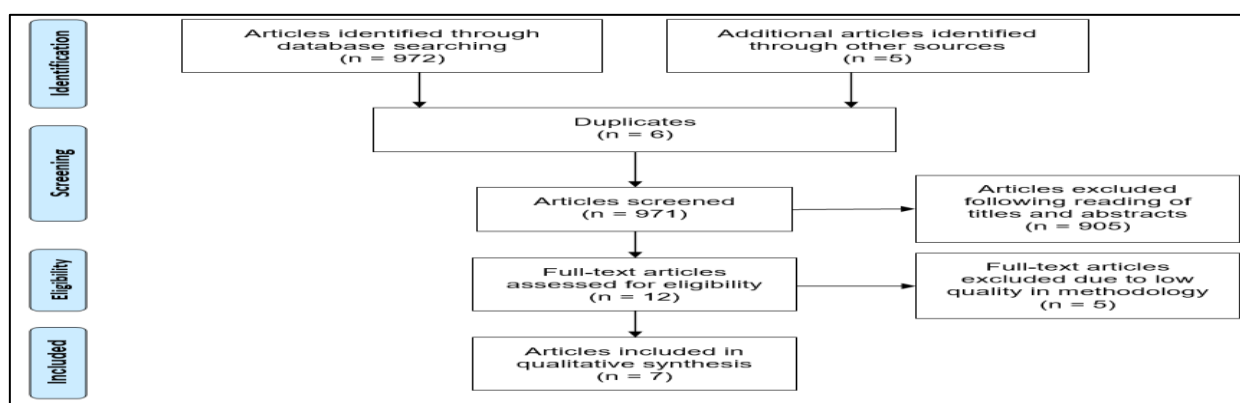 Identification
Articles identified through
database searching
(n = 972)
Additional articles identified
through other sources
(n =5)
Duplicates
(n = 6)
Screening
Articles screened
(n = 971)
Articles excluded
following reading of
titles and abstracts
(n = 905)
Eligibility
Full-text articles
assessed for eligibility
(n = 12)
Full-text articles
excluded due to low
quality in methodology
(n = 5)
Included
Articles included in
qualitative synthesis
(n = 7)